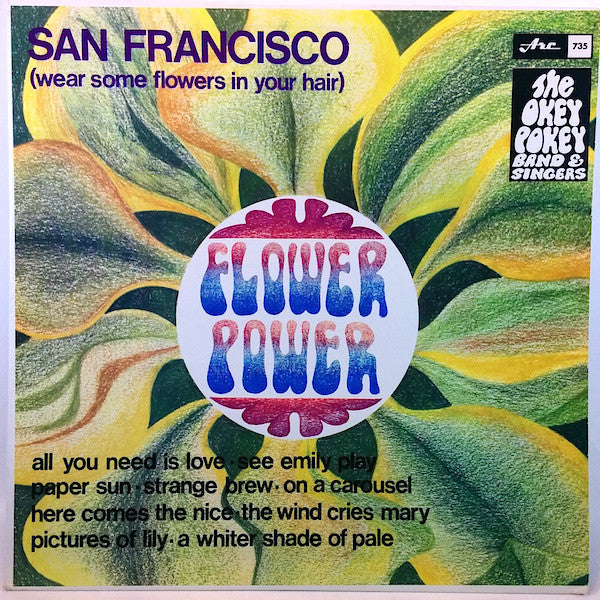 SAN FRANCISCO
(wear some flowers in your hair)
Arc 735
The
OKEY
POKEY
BAND &
SINGERS
FLOWER
POWER
all you need is love · see emily play
paper sun · strange brew · on a carousel
here comes the nice · the wind cries mary
pictures of lily · a whiter shade of pale